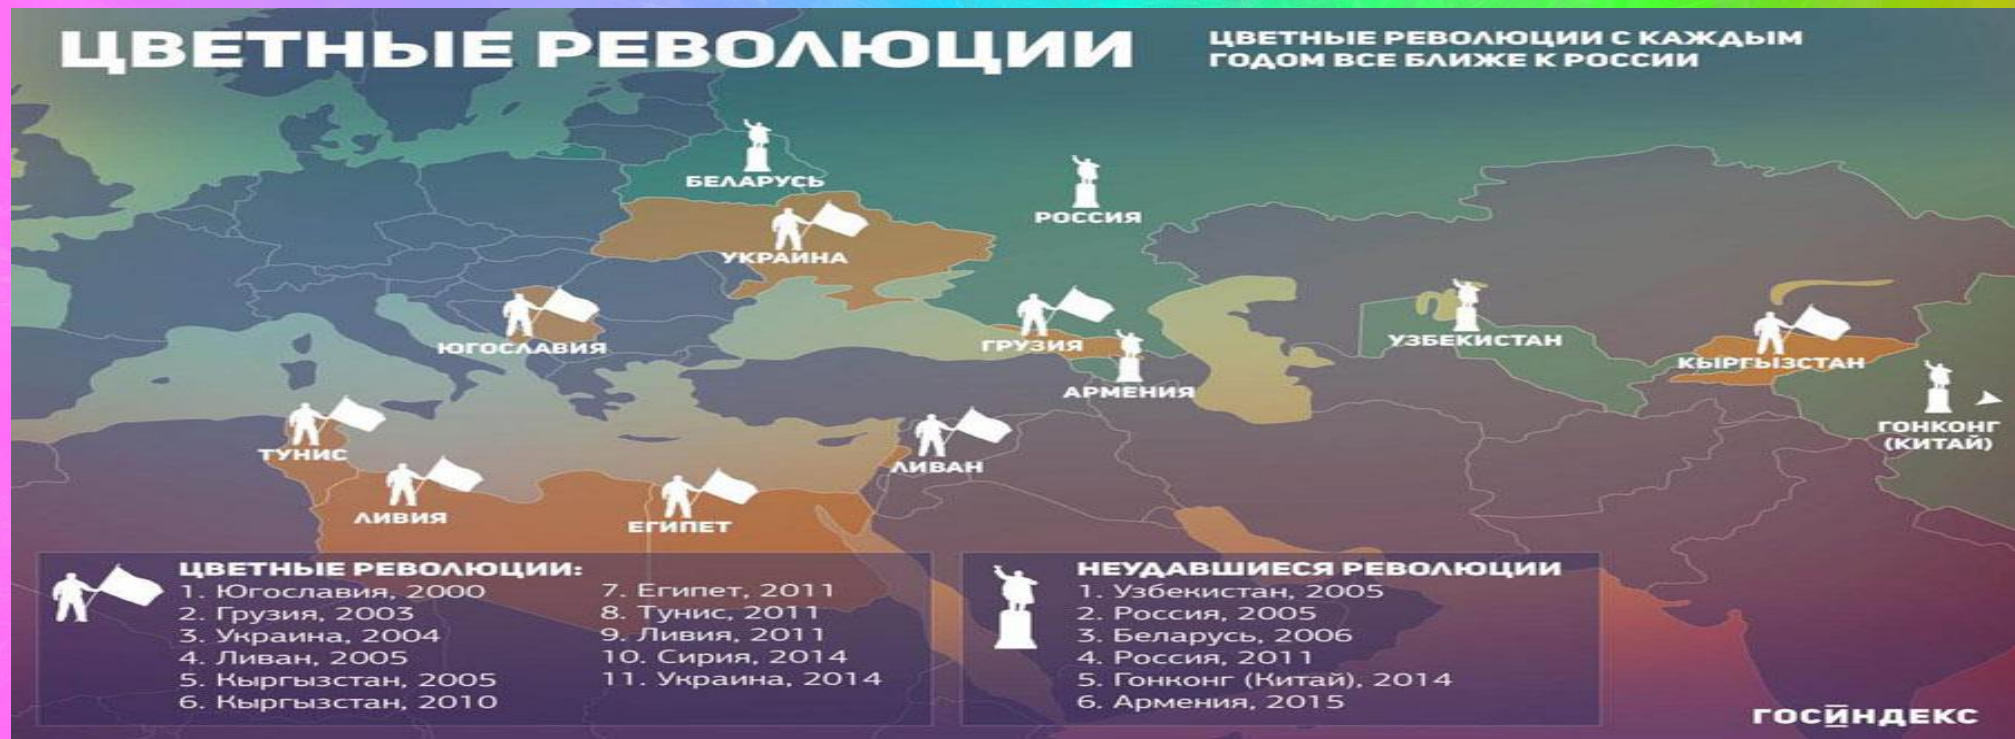 ЦВЕТНЫЕ РЕВОЛЮЦИИ
ЦВЕТНЫЕ РЕВОЛЮЦИИ С КАЖДЫМ
ГОДОМ ВСЕ БЛИЖЕ К РОССИИ
БЕЛАРУСЬ
РОССИЯ
УКРАИНА
ЮГОСЛАВИЯ
ГРУЗИЯ
УЗБЕКИСТАН
КЫРГЫЗСТАН
АРМЕНИЯ
ГОНКОНГ
(КИТАЙ)
ТУНИС
ЛИВАН
ЛИВИЯ
ЕГИПЕТ
ЦВЕТНЫЕ РЕВОЛЮЦИИ:
1. Югославия, 2000
2. Грузия, 2003
3. Украина, 2004
4. Ливан, 2005
5. Кыргызстан, 2005
6. Кыргызстан, 2010
7. Египет, 2011
8. Тунис, 2011
9. Ливия, 2011
10. Сирия, 2014
11. Украина, 2014
НЕУДАВШИЕСЯ РЕВОЛЮЦИИ
1. Узбекистан, 2005
2. Россия, 2005
3. Беларусь, 2006
4. Россия, 2011
5. Гонконг (Китай), 2014
6. Армения, 2015
ГОСИНДЕКС